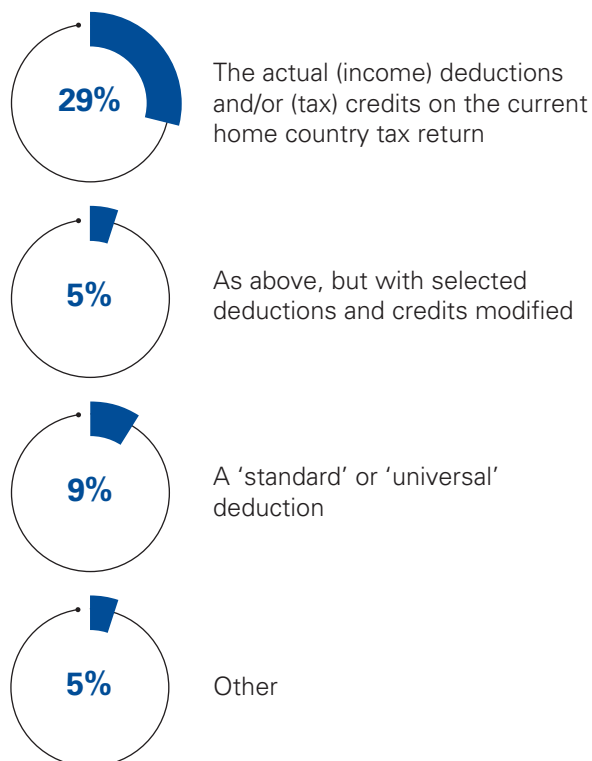 29%
The actual (income) deductions
and/or (tax) credits on the current
home country tax return
5%
As above, but with selected
deductions and credits modified
9%
A ‘standard’ or ‘universal’
deduction
5%
Other